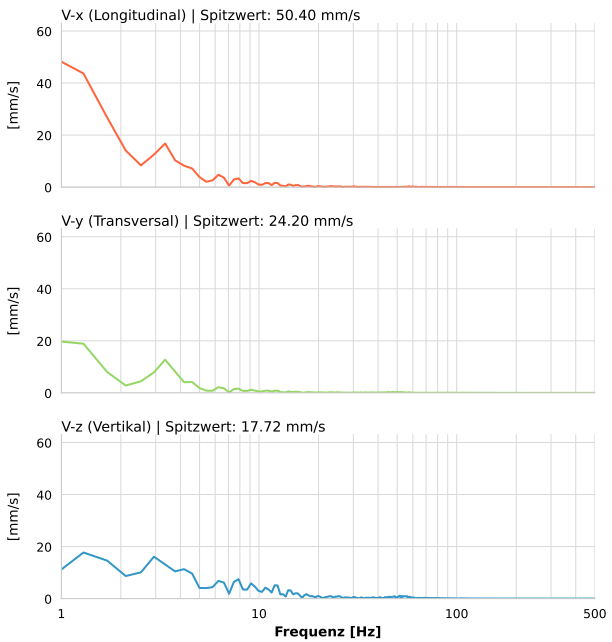 V-x (Longitudinal) | Spitzwert: 50.40 mm/s
60
40
20
0
[mm/s]
V-y (Transversal) | Spitzwert: 24.20 mm/s
60
40
20
0
[mm/s]
V-z (Vertikal) | Spitzwert: 17.72 mm/s
60
40
20
0
[mm/s]
1 10 100 500
Frequenz [Hz]